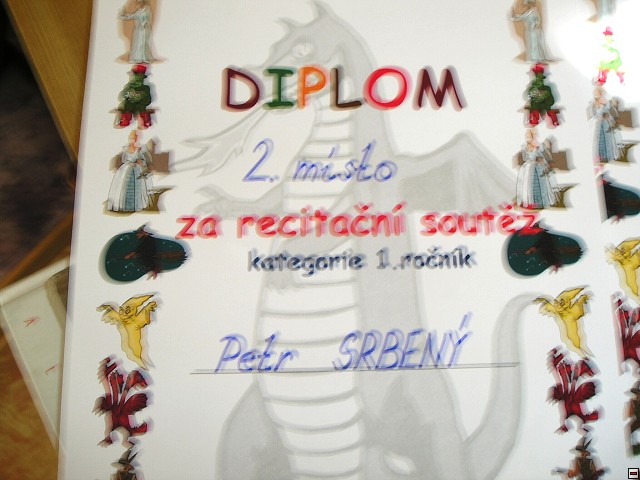 DIPLOM
2. místo
za recitační soutěž
kategorie 1.ročník
Petr SRBENÝ